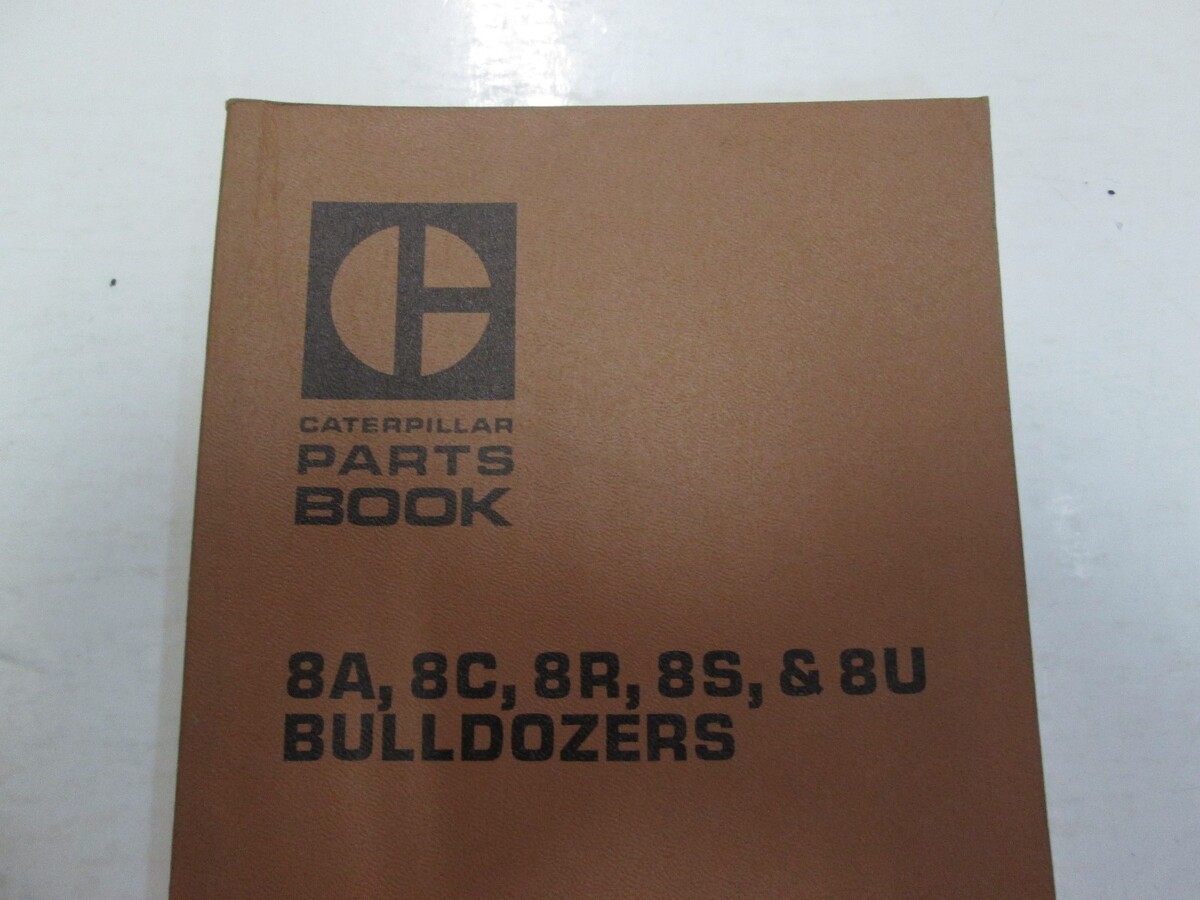 CATERPILLAR
PARTS
BOOK
8A, 8C, 8R, 8S, & 8U
BULLDOZERS